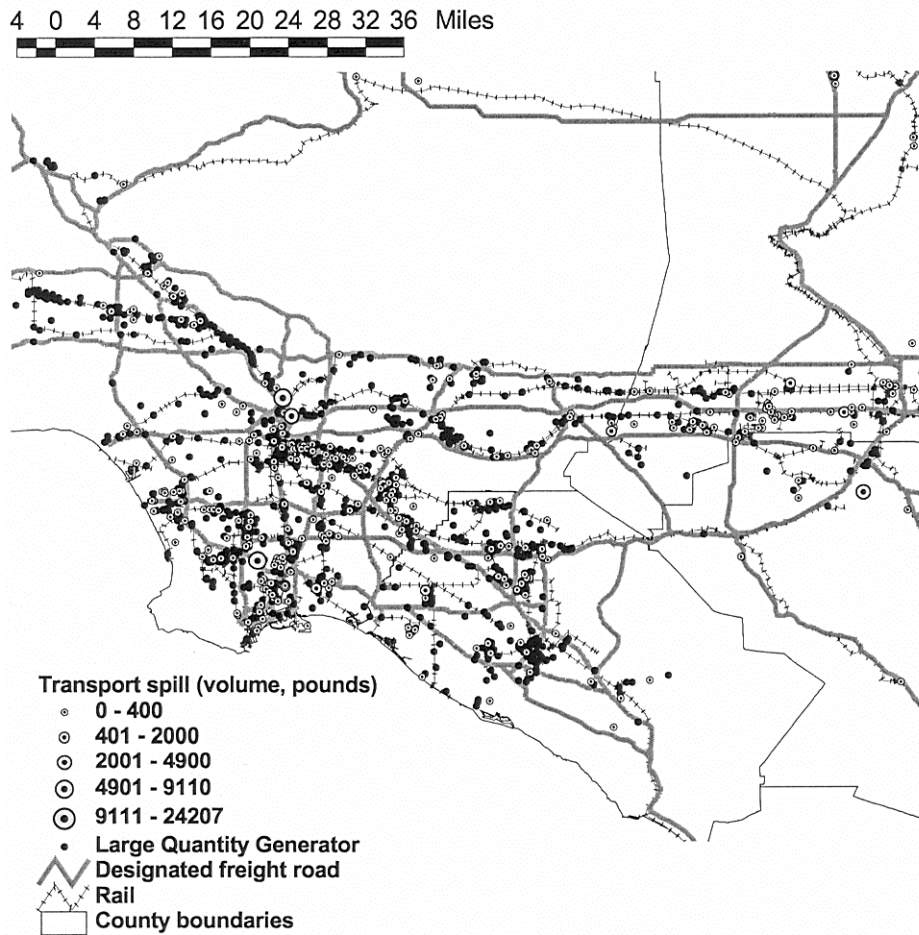 4 0 4 8 12 16 20 24 28 32 36 Miles
Transport spill (volume, pounds)
0 - 400
401 - 2000
2001 - 4900
4901 - 9110
9111 - 24207
Large Quantity Generator
Designated freight road
Rail
County boundaries